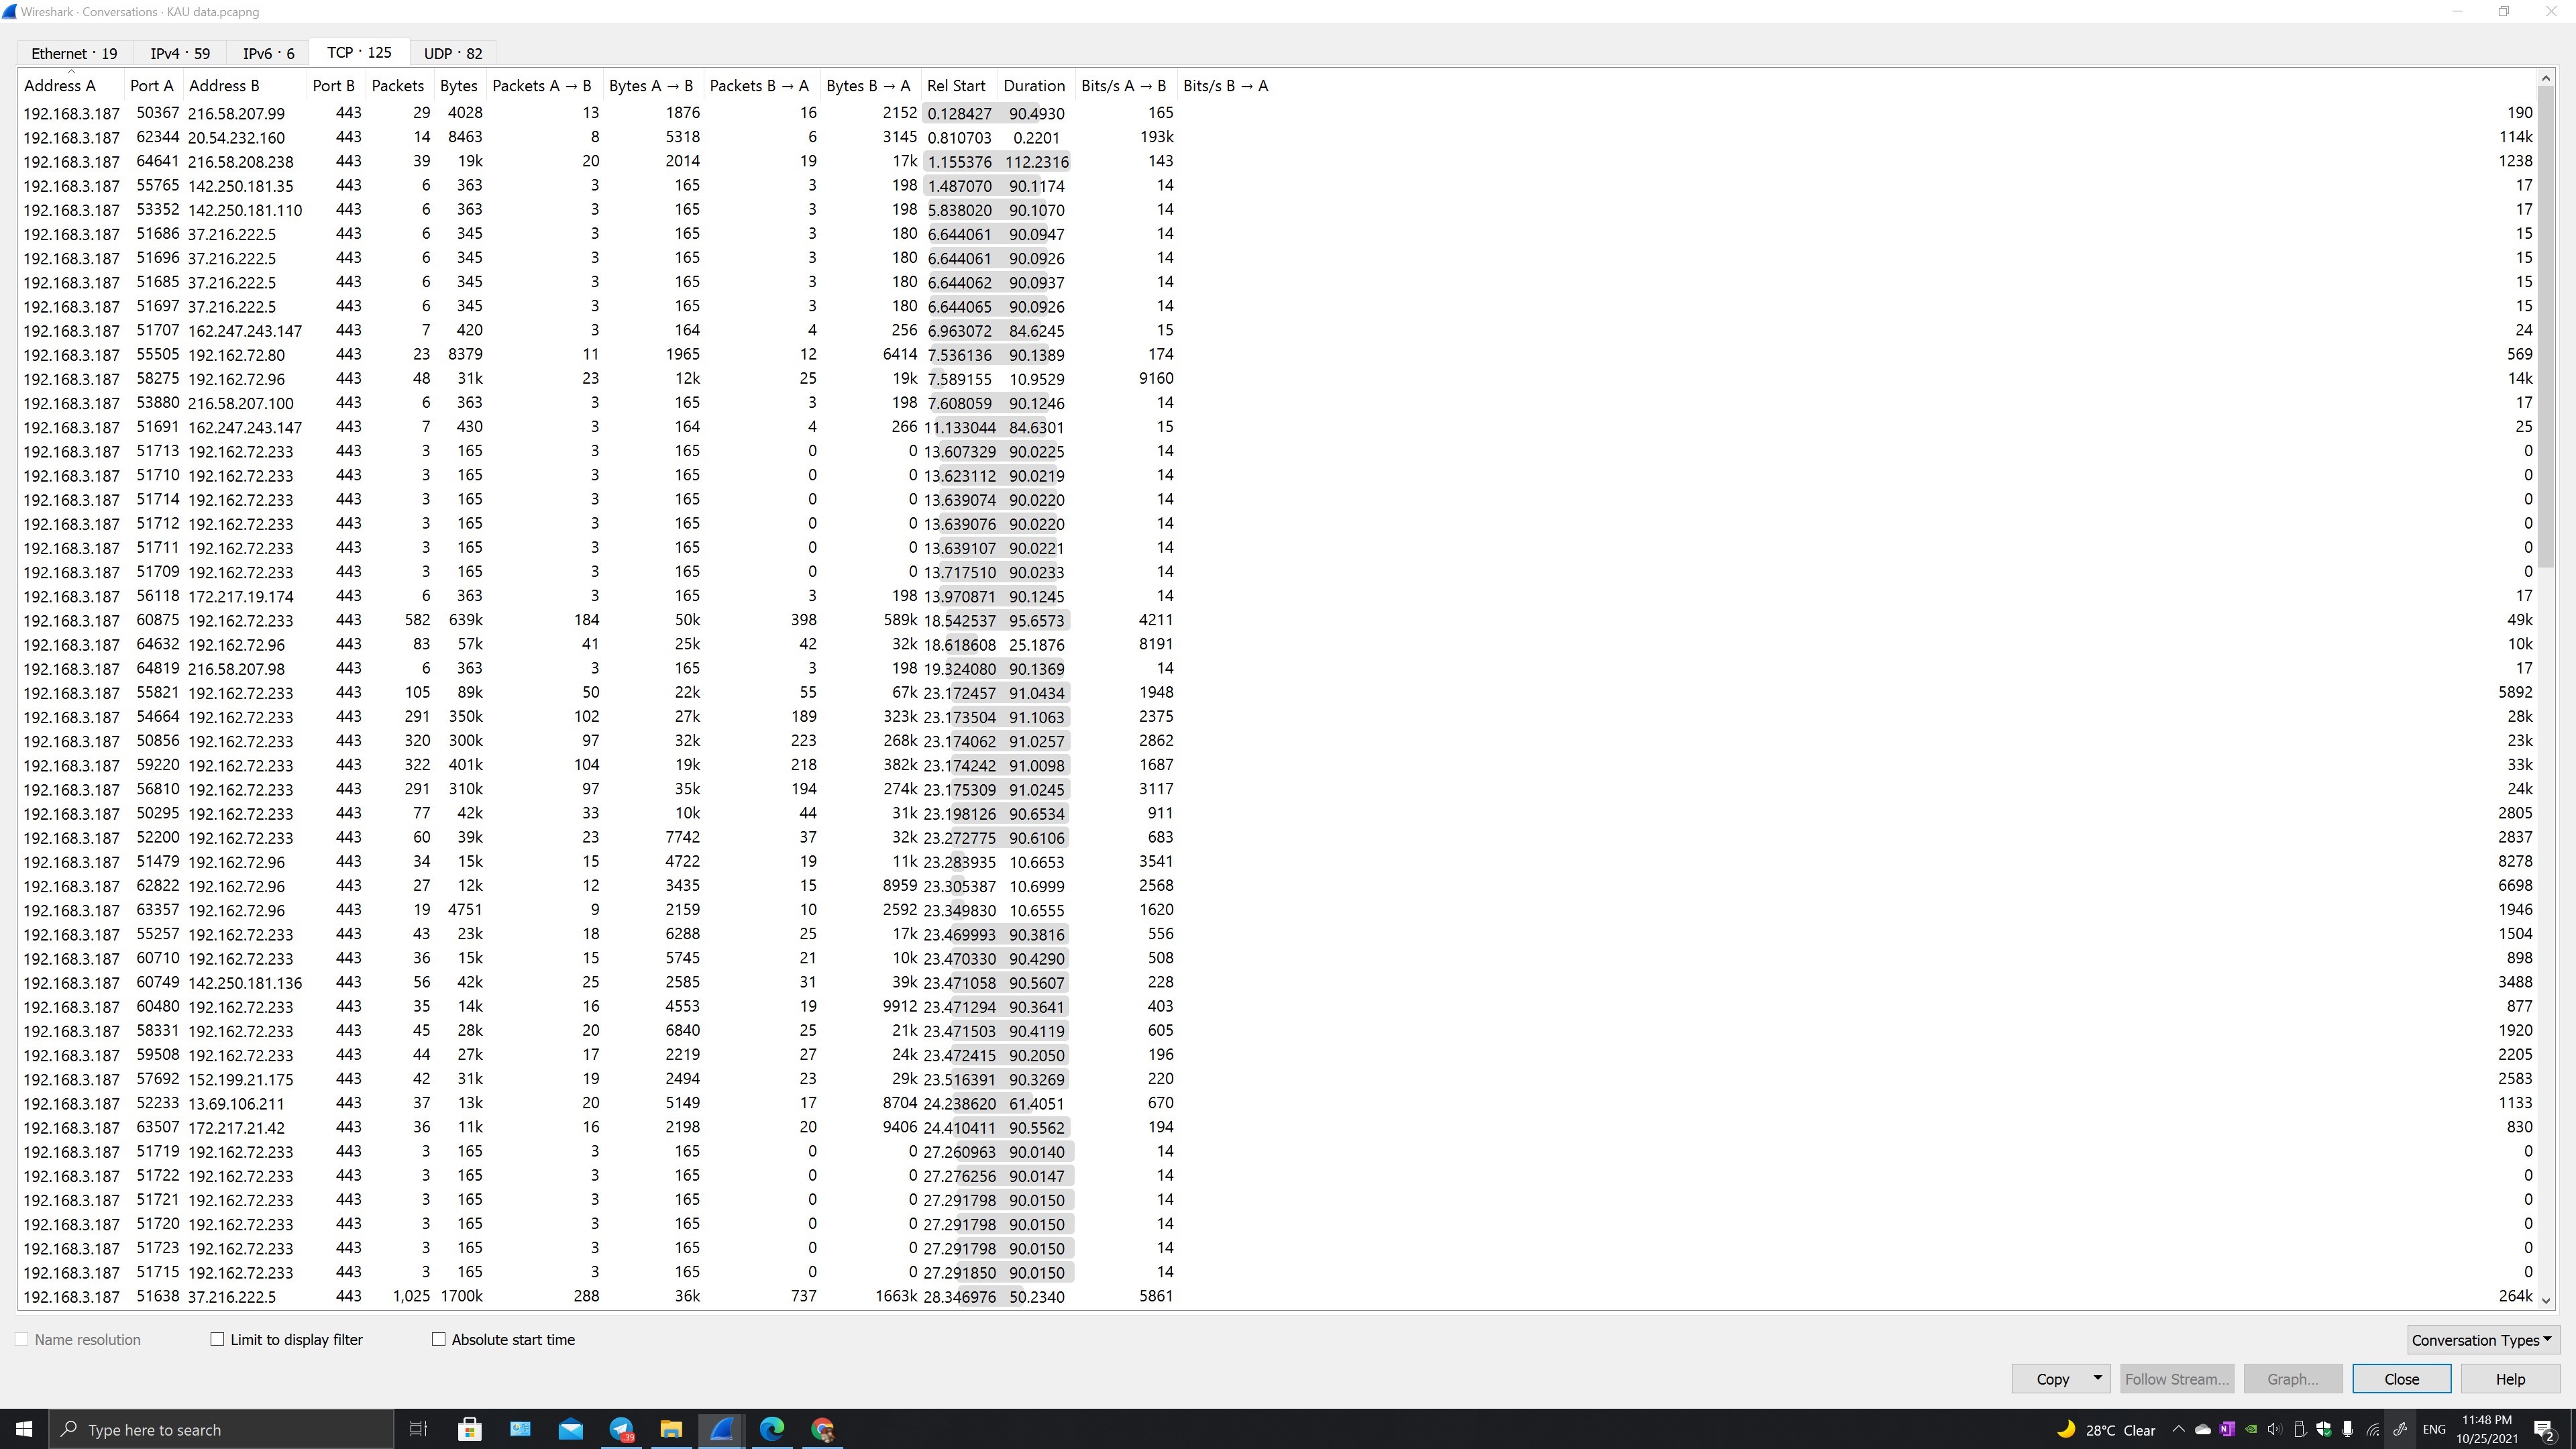 Wireshark · Conversations · KAU data.pcapng
Ethernet · 19 IPv4 · 59 IPv6 · 6 TCP · 125 UDP · 82
Address A Port A Address B Port B Packets Bytes Packets A → B Bytes A → B Packets B → A Bytes B → A Rel Start Duration Bits/s A → B Bits/s B → A
192.168.3.187 50367 216.58.207.99 443 29 4028 13 1876 16 2152 0.128427 90.4930 165 190
192.168.3.187 62344 20.54.232.160 443 14 8463 8 5318 6 3145 0.810703 0.2201 193k 114k
192.168.3.187 64641 216.58.208.238 443 39 19k 20 2014 19 17k 1.155376 112.2316 143 1238
192.168.3.187 55765 142.250.181.35 443 6 363 3 165 3 198 1.487070 90.1174 14 17
192.168.3.187 53352 142.250.181.110 443 6 363 3 165 3 198 5.838020 90.1070 14 17
192.168.3.187 51686 37.216.222.5 443 6 345 3 165 3 180 6.644061 90.0947 14 15
192.168.3.187 51696 37.216.222.5 443 6 345 3 165 3 180 6.644061 90.0926 14 15
192.168.3.187 51685 37.216.222.5 443 6 345 3 165 3 180 6.644062 90.0937 14 15
192.168.3.187 51697 37.216.222.5 443 6 345 3 165 3 180 6.644065 90.0926 14 15
192.168.3.187 51707 162.247.243.147 443 7 420 3 164 4 256 6.963072 84.6245 15 24
192.168.3.187 55505 192.162.72.80 443 23 8379 11 1965 12 6414 7.536136 90.1389 174 569
192.168.3.187 58275 192.162.72.96 443 48 31k 23 12k 25 19k 7.589155 10.9529 9160 14k
192.168.3.187 53880 216.58.207.100 443 6 363 3 165 3 198 7.608059 90.1246 14 17
192.168.3.187 51691 162.247.243.147 443 7 430 3 164 4 266 11.133044 84.6301 15 25
192.168.3.187 51713 192.162.72.233 443 3 165 3 165 0 0 13.607329 90.0225 14 0
192.168.3.187 51710 192.162.72.233 443 3 165 3 165 0 0 13.623112 90.0219 14 0
192.168.3.187 51714 192.162.72.233 443 3 165 3 165 0 0 13.639074 90.0220 14 0
192.168.3.187 51712 192.162.72.233 443 3 165 3 165 0 0 13.639076 90.0220 14 0
192.168.3.187 51711 192.162.72.233 443 3 165 3 165 0 0 13.639107 90.0221 14 0
192.168.3.187 51709 192.162.72.233 443 3 165 3 165 0 0 13.717510 90.0233 14 0
192.168.3.187 56118 172.217.19.174 443 6 363 3 165 3 198 13.970871 90.1245 14 17
192.168.3.187 60875 192.162.72.233 443 582 639k 184 50k 398 589k 18.542537 95.6573 4211 49k
192.168.3.187 64632 192.162.72.96 443 83 57k 41 25k 42 32k 18.618608 25.1876 8191 10k
192.168.3.187 64819 216.58.207.98 443 6 363 3 165 3 198 19.324080 90.1369 14 17
192.168.3.187 55821 192.162.72.233 443 105 89k 50 22k 55 67k 23.172457 91.0434 1948 5892
192.168.3.187 54664 192.162.72.233 443 291 350k 102 27k 189 323k 23.173504 91.1063 2375 28k
192.168.3.187 50856 192.162.72.233 443 320 300k 97 32k 223 268k 23.174062 91.0257 2862 23k
192.168.3.187 59220 192.162.72.233 443 322 401k 104 19k 218 382k 23.174242 91.0098 1687 33k
192.168.3.187 56810 192.162.72.233 443 291 310k 97 35k 194 274k 23.175309 91.0245 3117 24k
192.168.3.187 50295 192.162.72.233 443 77 42k 33 10k 44 31k 23.198126 90.6534 911 2805
192.168.3.187 52200 192.162.72.233 443 60 39k 23 7742 37 32k 23.272775 90.6106 683 2837
192.168.3.187 51479 192.162.72.96 443 34 15k 15 4722 19 11k 23.283935 10.6653 3541 8278
192.168.3.187 62822 192.162.72.96 443 27 12k 12 3435 15 8959 23.305387 10.6999 2568 6698
192.168.3.187 63357 192.162.72.96 443 19 4751 9 2159 10 2592 23.349830 10.6555 1620 1946
192.168.3.187 55257 192.162.72.233 443 43 23k 18 6288 25 17k 23.469993 90.3816 556 1504
192.168.3.187 60710 192.162.72.233 443 36 15k 15 5745 21 10k 23.470330 90.4290 508 898
192.168.3.187 60749 142.250.181.136 443 56 42k 25 2585 31 39k 23.471058 90.5607 228 3488
192.168.3.187 60480 192.162.72.233 443 35 14k 16 4553 19 9912 23.471294 90.3641 403 877
192.168.3.187 58331 192.162.72.233 443 45 28k 20 6840 25 21k 23.471503 90.4119 605 1920
192.168.3.187 59508 192.162.72.233 443 44 27k 17 2219 27 24k 23.472415 90.2050 196 2205
192.168.3.187 57692 152.199.21.175 443 42 31k 19 2494 23 29k 23.516391 90.3269 220 2583
192.168.3.187 52233 13.69.106.211 443 37 13k 20 5149 17 8704 24.238620 61.4051 670 1133
192.168.3.187 63507 172.217.21.42 443 36 11k 16 2198 20 9406 24.410411 90.5562 194 830
192.168.3.187 51719 192.162.72.233 443 3 165 3 165 0 0 27.260963 90.0140 14 0
192.168.3.187 51722 192.162.72.233 443 3 165 3 165 0 0 27.276256 90.0147 14 0
192.168.3.187 51721 192.162.72.233 443 3 165 3 165 0 0 27.291798 90.0150 14 0
192.168.3.187 51720 192.162.72.233 443 3 165 3 165 0 0 27.291798 90.0150 14 0
192.168.3.187 51723 192.162.72.233 443 3 165 3 165 0 0 27.291798 90.0150 14 0
192.168.3.187 51715 192.162.72.233 443 3 165 3 165 0 0 27.291850 90.0150 14 0
192.168.3.187 51638 37.216.222.5 443 1,025 1700k 288 36k 737 1663k 28.346976 50.2340 5861 264k
Name resolution Limit to display filter Absolute start time Conversation Types
Copy Follow Stream... Graph... Close Help
Type here to search 39 28°C Clear ENG 11:48 PM
10/25/2021 2